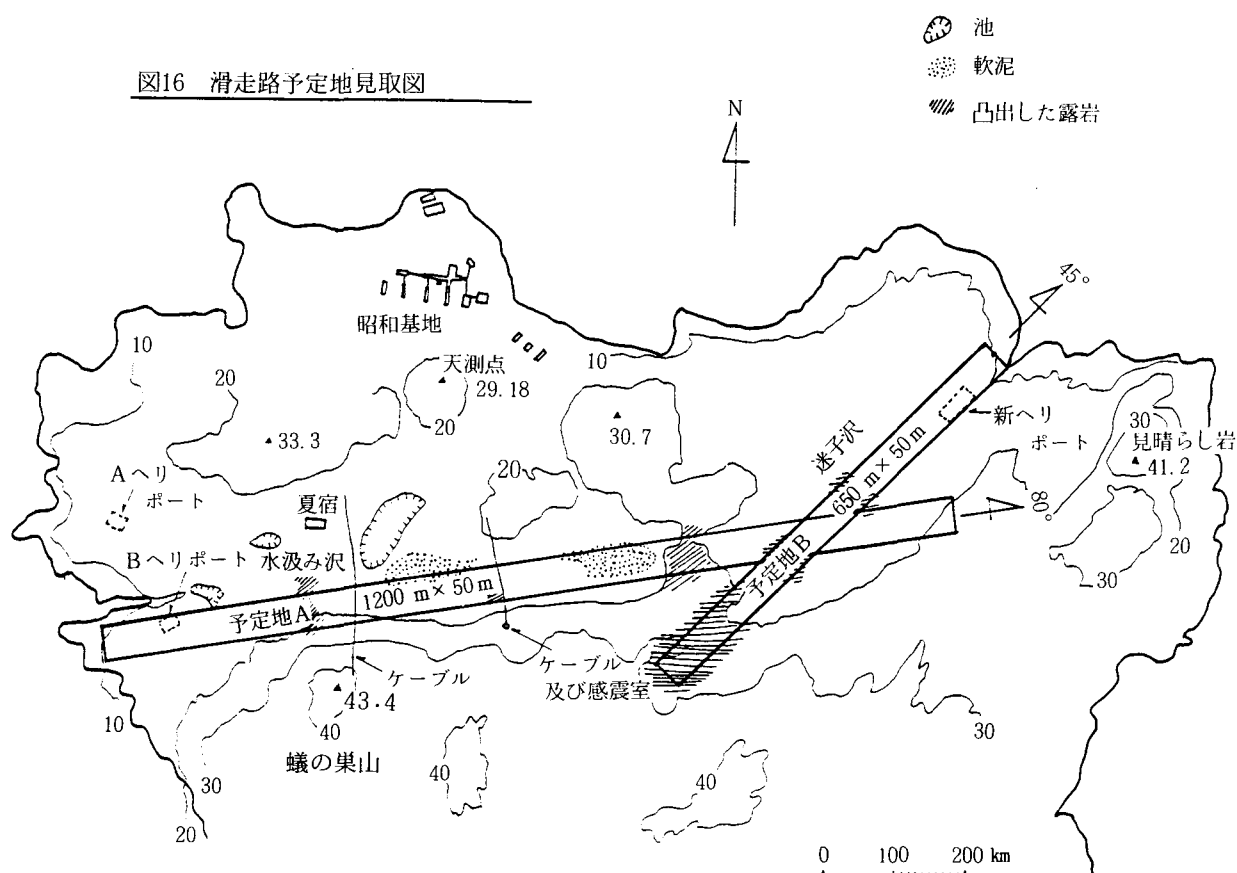 池
軟泥
凸出した露岩
図16 滑走路予定地見取図
N
45°
昭和基地
10
10
天測点
29.18
20
20
33.3
30.7
新ヘリ
ポート
30
見晴らし岩
41.2
迷子沢
650 m×50m
20
Aヘリ
ポート
夏宿
80°
20
Bヘリポート
水汲み沢
30
予定地B
1200 m×50m
予定地A
ケーブル
及び感震室
ケーブル
10
43.4
40
蟻の巣山
30
40
40
30
20
0 100 200 km